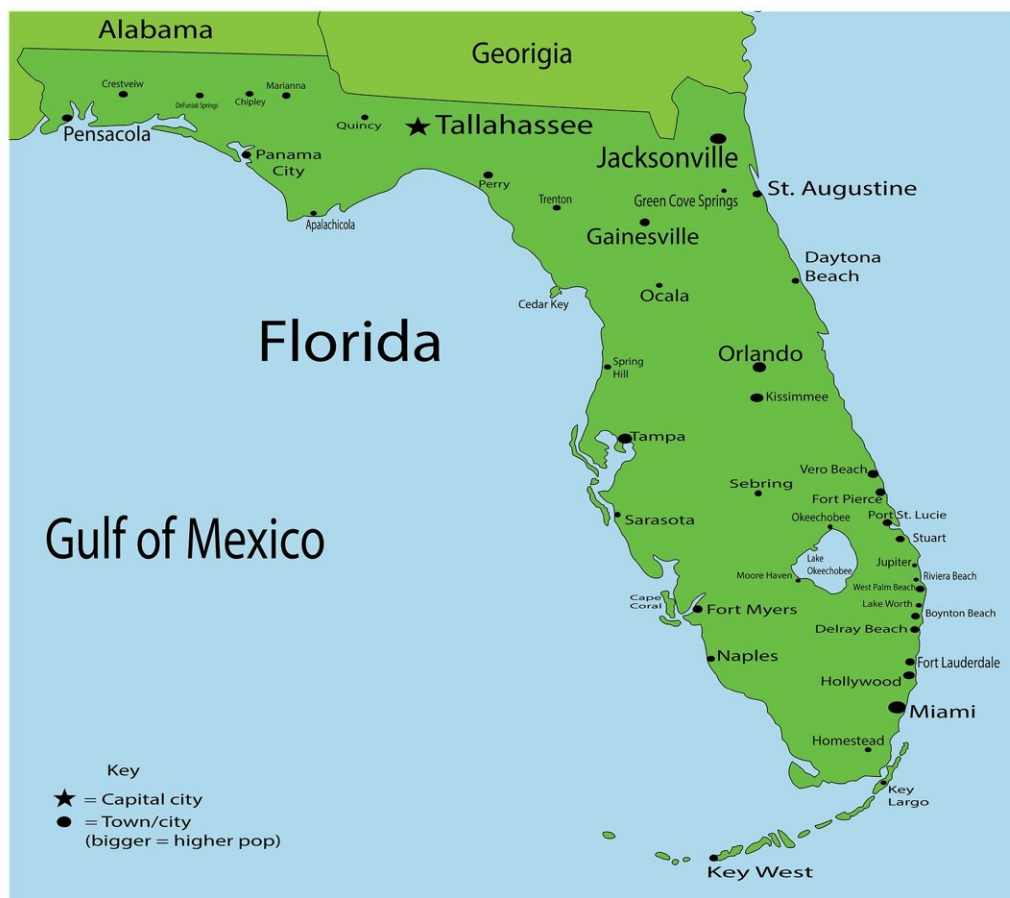 Alabama
Georigia
Crestveiw
DeFuniak Springs
Chipley
Marianna
Pensacola
Quincy
Tallahassee
Jacksonville
Panama
City
Perry
Trenton
Green Cove Springs
St. Augustine
Apalachicola
Gainesville
Daytona
Beach
Cedar Key
Ocala
Florida
Spring
Hill
Orlando
Kissimmee
Tampa
Vero Beach
Sebring
Fort Pierce
Gulf of Mexico
Sarasota
Okeechobee
Port St. Lucie
Stuart
Lake
Okeechobee
Jupiter
Moore Haven
Riviera Beach
West Palm Beach
Cape
Coral
Fort Myers
Lake Worth
Boynton Beach
Delray Beach
Naples
Fort Lauderdale
Hollywood
Miami
Homestead
Key
Largo
Key West
Key
= Capital city
= Town/city
(bigger = higher pop)